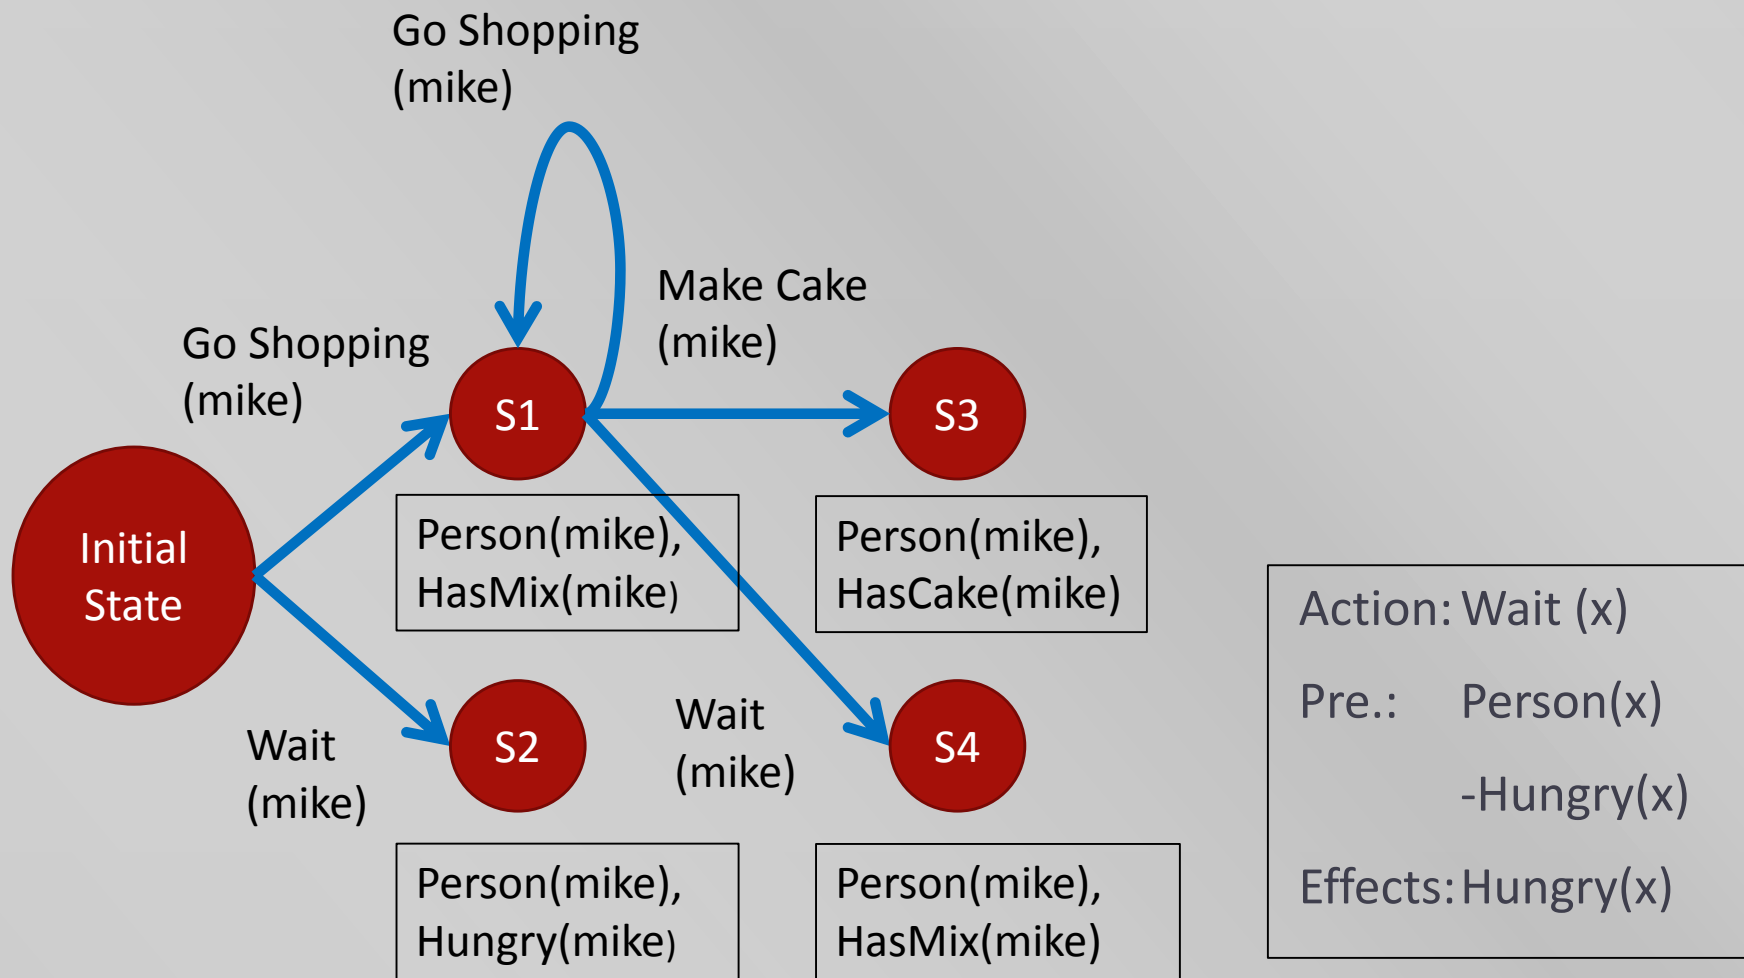 Go Shopping
(mike)
Make Cake
(mike)
Go Shopping
(mike)
S1
S3
Initial
State
Person(mike),
HasMix(mike)
Person(mike),
HasCake(mike)
Wait
(mike)
S2
Wait
(mike)
S4
Person(mike),
Hungry(mike)
Person(mike),
HasMix(mike)
Action: Wait (x)
Pre.: Person(x)
-Hungry(x)
Effects: Hungry(x)